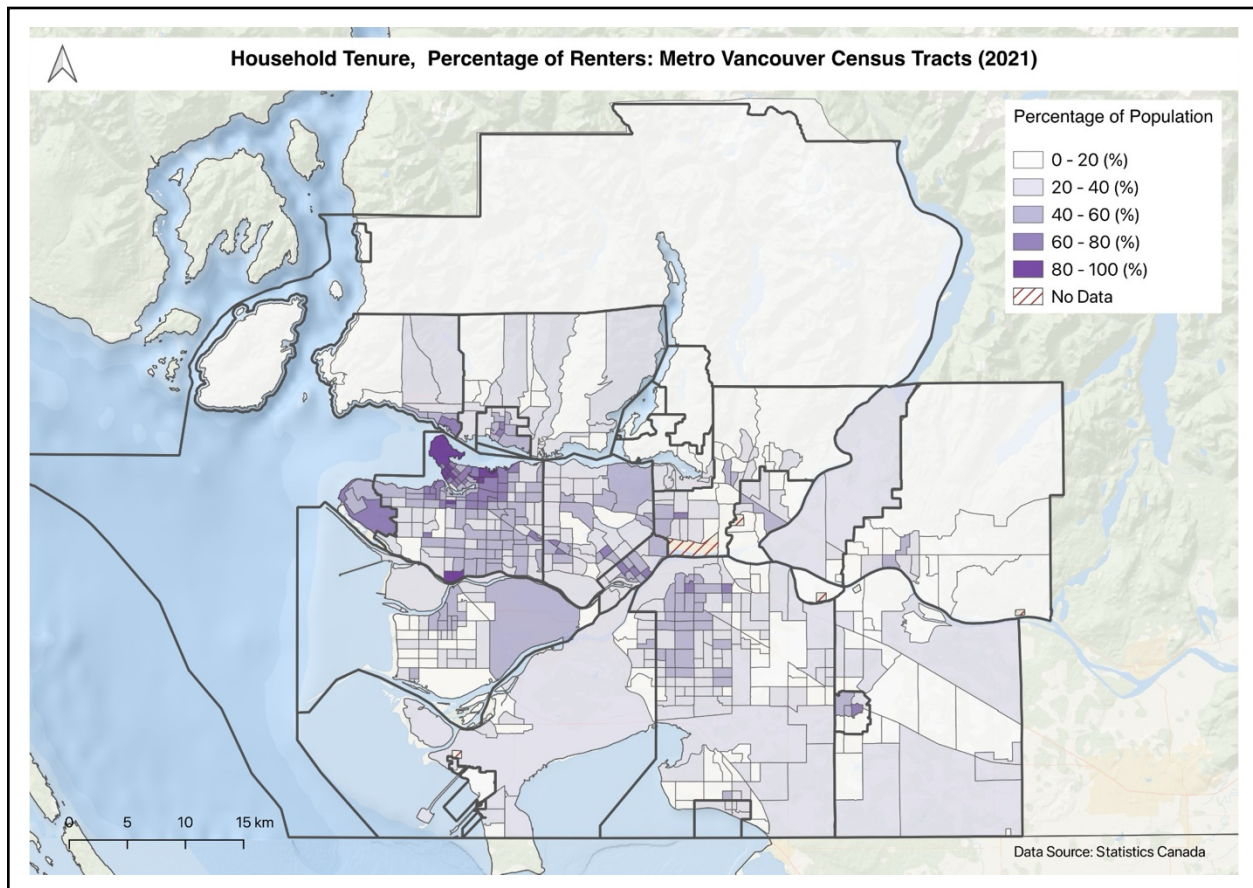 Household Tenure,  Percentage of Renters: Metro Vancouver Census Tracts (2021)
Percentage of Population
0 - 20 (%)
20 - 40 (%)
40 - 60 (%)
60 - 80 (%)
80 - 100 (%)
No Data
0 5 10 15 km
Data Source: Statistics Canada